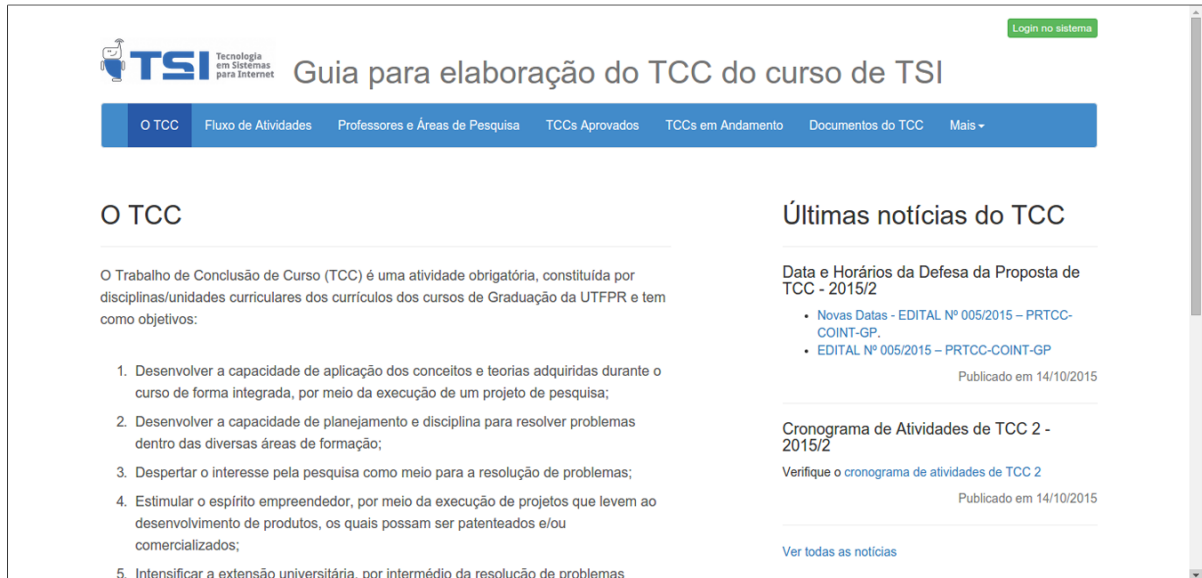 Login no sistema
TSI Tecnologia
em Sistemas
para Internet
Guia para elaboração do TCC do curso de TSI
O TCC Fluxo de Atividades Professores e Áreas de Pesquisa TCCs Aprovados TCCs em Andamento Documentos do TCC Mais
O TCC
O Trabalho de Conclusão de Curso (TCC) é uma atividade obrigatória, constituída por
disciplinas/unidades curriculares dos currículos dos cursos de Graduação da UTFPR e tem
como objetivos:
1. Desenvolver a capacidade de aplicação dos conceitos e teorias adquiridas durante o
curso de forma integrada, por meio da execução de um projeto de pesquisa;
2. Desenvolver a capacidade de planejamento e disciplina para resolver problemas
dentro das diversas áreas de formação;
3. Despertar o interesse pela pesquisa como meio para a resolução de problemas;
4. Estimular o espírito empreendedor, por meio da execução de projetos que levem ao
desenvolvimento de produtos, os quais possam ser patenteados e/ou
comercializados;
5. Intensificar a extensão universitária, por intermédio da resolução de problemas
Últimas notícias do TCC
Data e Horários da Defesa da Proposta de
TCC - 2015/2
• Novas Datas - EDITAL Nº 005/2015 – PRTCC-
COINT-GP.
• EDITAL Nº 005/2015 – PRTCC-COINT-GP
Publicado em 14/10/2015
Cronograma de Atividades de TCC 2 -
2015/2
Verifique o cronograma de atividades de TCC 2
Publicado em 14/10/2015
Ver todas as notícias